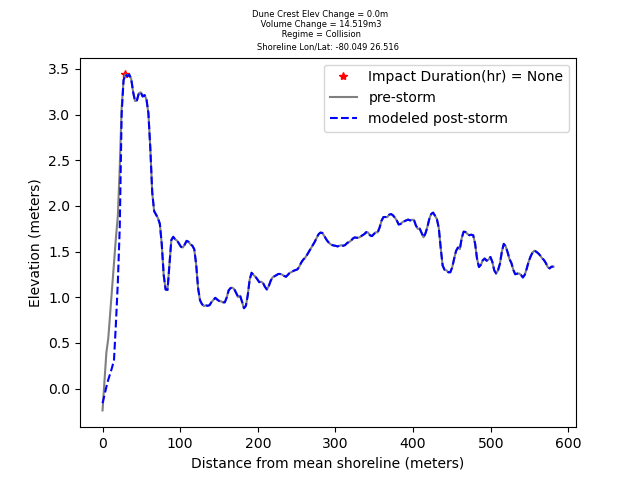 Dune Crest Elev Change = 0.0m
Volume Change = 14.519m3
Regime = Collision
Shoreline Lon/Lat: -80.049 26.516
Impact Duration(hr) = None
pre-storm
modeled post-storm
Elevation (meters)
3.5
3.0
2.5
2.0
1.5
1.0
0.5
0.0
0 100 200 300 400 500 600
Distance from mean shoreline (meters)